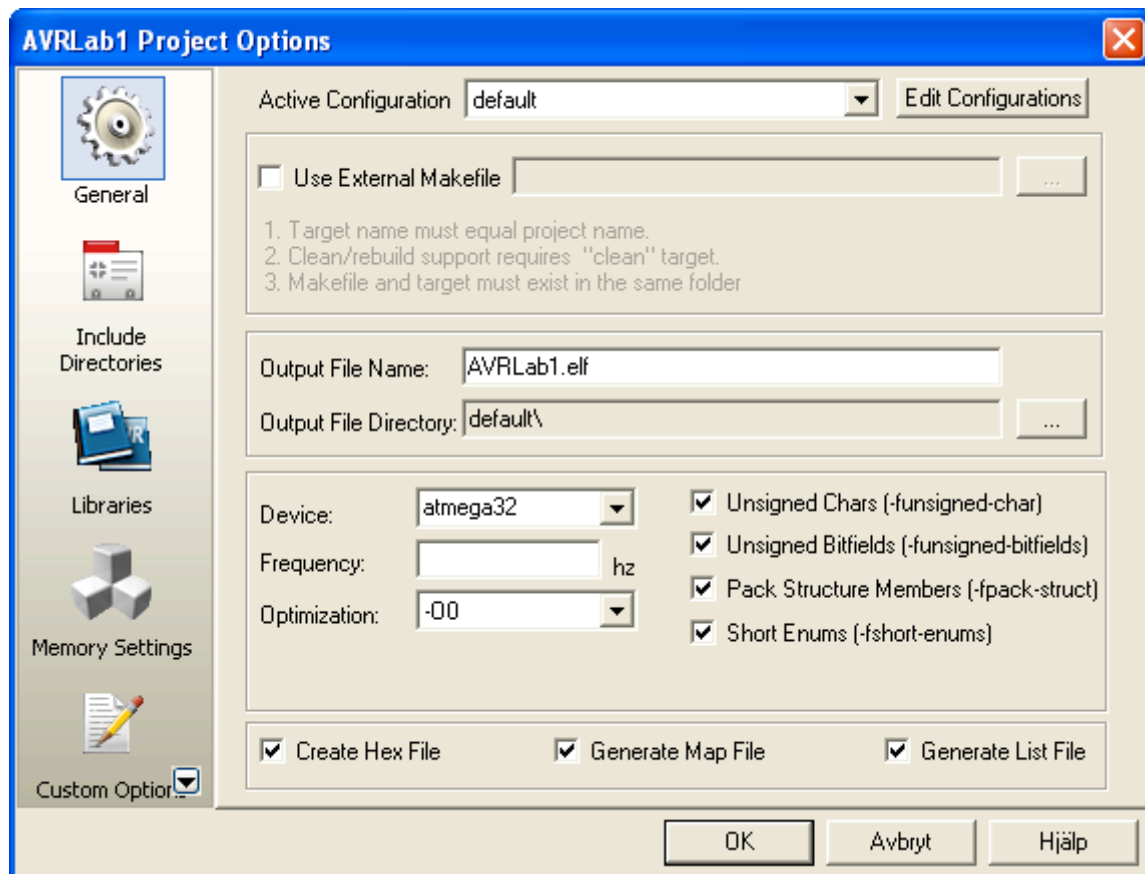 AVRLab1 Project Options
General
Include
Directories
Libraries
Memory Settings
Custom Option
Active Configuration default Edit Configurations
Use External Makefile ...
1. Target name must equal project name.
2. Clean/rebuild support requires "clean" target.
3. Makefile and target must exist in the same folder
Output File Name: AVRLab1.elf
Output File Directory: default\ ...
Device: atmega32
Frequency: hz
Optimization: -O0
Unsigned Chars (-funsigned-char)
Unsigned Bitfields (-funsigned-bitfields)
Pack Structure Members (-fpack-struct)
Short Enums (-fshort-enums)
Create Hex File Generate Map File Generate List File
OK Avbryt Hjälp